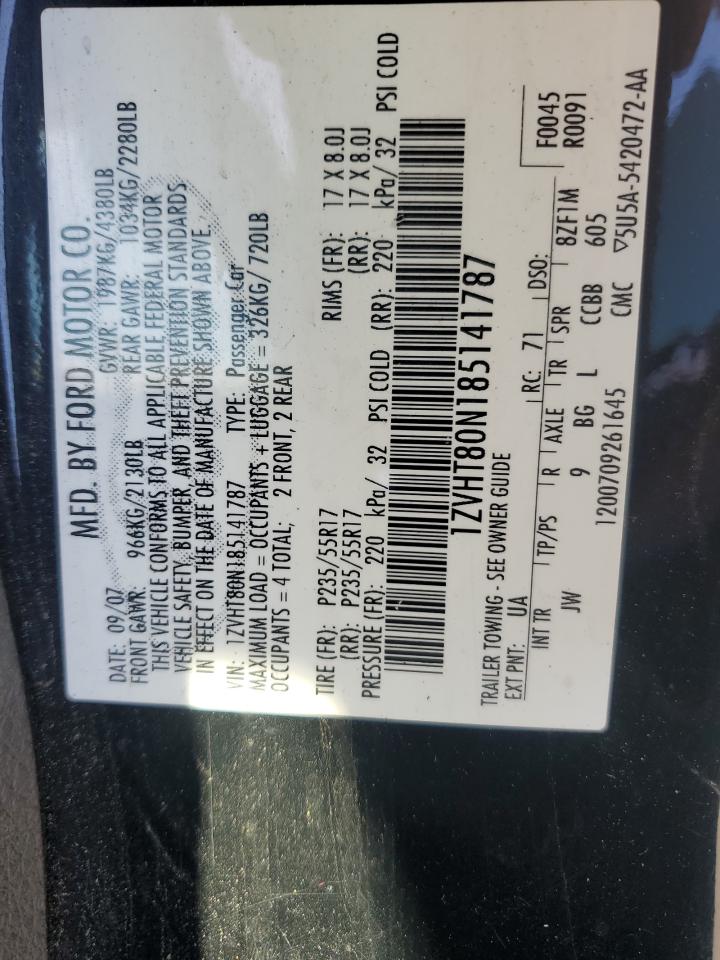 MFD. BY FORD MOTOR CO.
DATE: 09/07 GVWR: 1987KG/4380LB
FRONT GAWR: 966KG/2130LB REAR GAWR: 1034KG/2280LB
THIS VEHICLE CONFORMS TO ALL APPLICABLE FEDERAL MOTOR
VEHICLE SAFETY, BUMPER, AND THEFT PREVENTION STANDARDS
IN EFFECT ON THE DATE OF MANUFACTURE SHOWN ABOVE.
VIN: 1ZVHT80N185141787 TYPE: Passenger Car
MAXIMUM LOAD = OCCUPANTS + LUGGAGE = 326KG/ 720LB
OCCUPANTS = 4 TOTAL; 2 FRONT, 2 REAR
TIRE (FR): P235/55R17 RIMS (FR): 17 X 8.0J
(RR): P235/55R17 (RR): 17 X 8.0J
PRESSURE (FR): 220 kPa/ 32 PSI COLD (RR): 220 kPa/ 32 PSI COLD
1ZVHT80N185141787
TRAILER TOWING - SEE OWNER GUIDE
EXT PNT: UA RC: 71 DSO: F0045
R0091
INT TR TP/PS R AXLE TR SPR 8ZF1M
JW 9 BG L CCBB 605
1200709261645 CMC ▽5U5A-5420472-AA